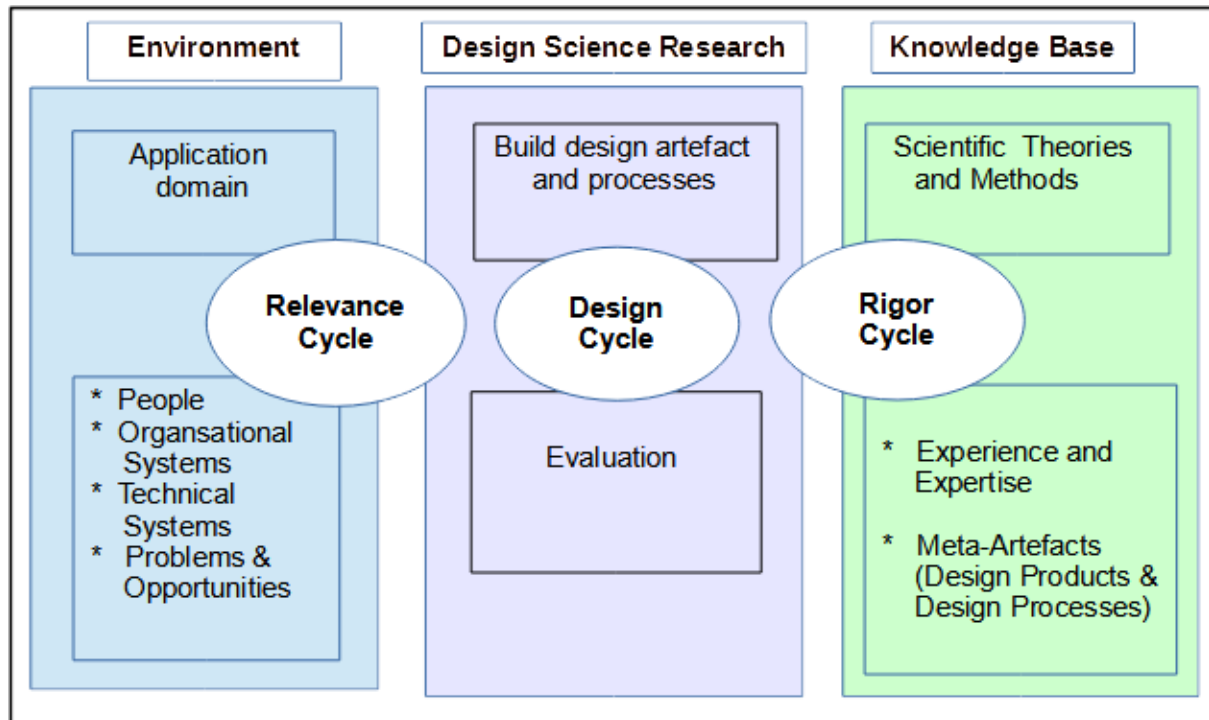 Environment
Application
domain
Relevance
Cycle
* People
* Organsational
Systems
* Technical
Systems
* Problems &
Opportunities
Design Science Research
Build design artefact
and processes
Design
Cycle
Evaluation
Knowledge Base
Scientific Theories
and Methods
Rigor
Cycle
* Experience and
Expertise
* Meta-Artefacts
(Design Products &
Design Processes)